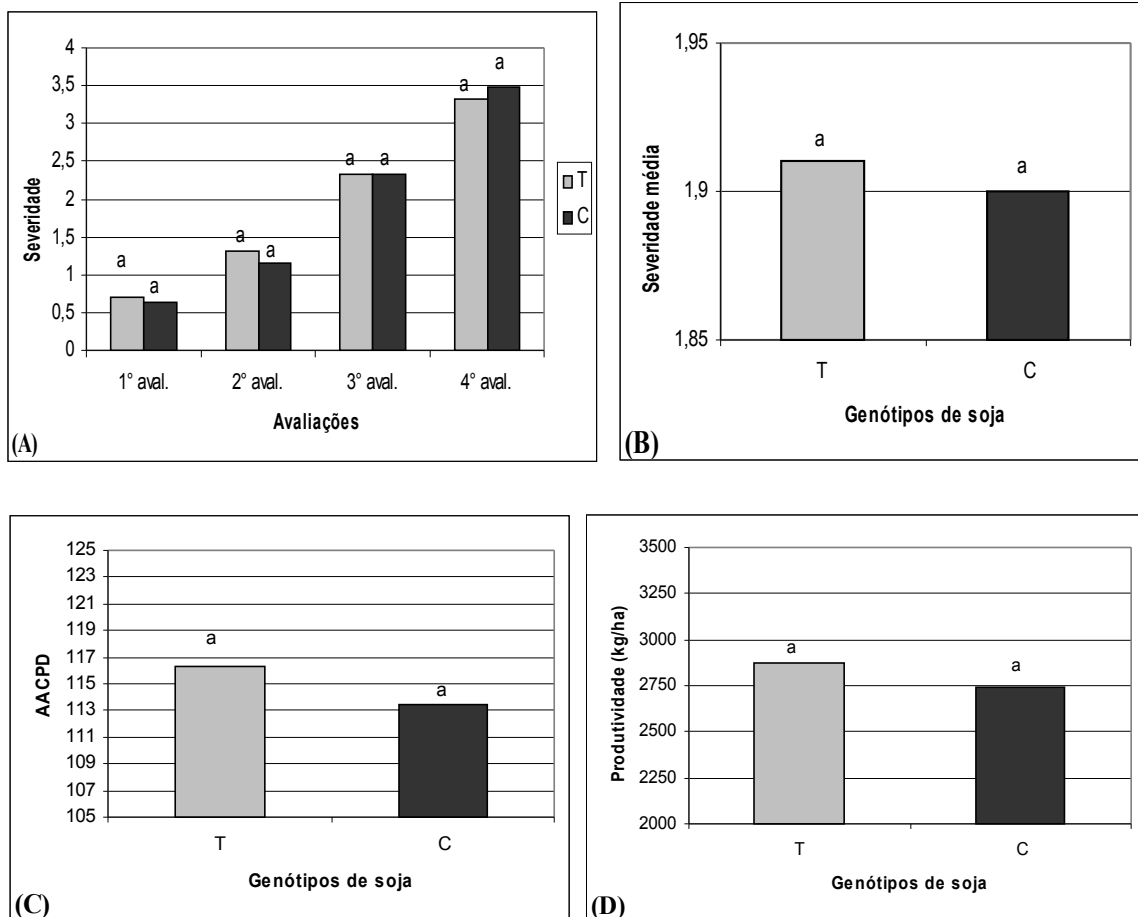 4
3,5
3
2,5
2
1,5
1
0,5
0
Severidade
a
a
a
a
a
a
a
a
1° aval.
2° aval.
3° aval.
4° aval.
Avaliações
T
C
(A)
1,95
1,9
1,85
Severidade média
a
a
T
C
Genótipos de soja
(B)
125
123
121
119
117
115
113
111
109
107
105
AACPD
a
a
T
C
Genótipos de soja
(C)
3500
3250
3000
2750
2500
2250
2000
Produtividade (kg/ha)
a
a
T
C
Genótipos de soja
(D)